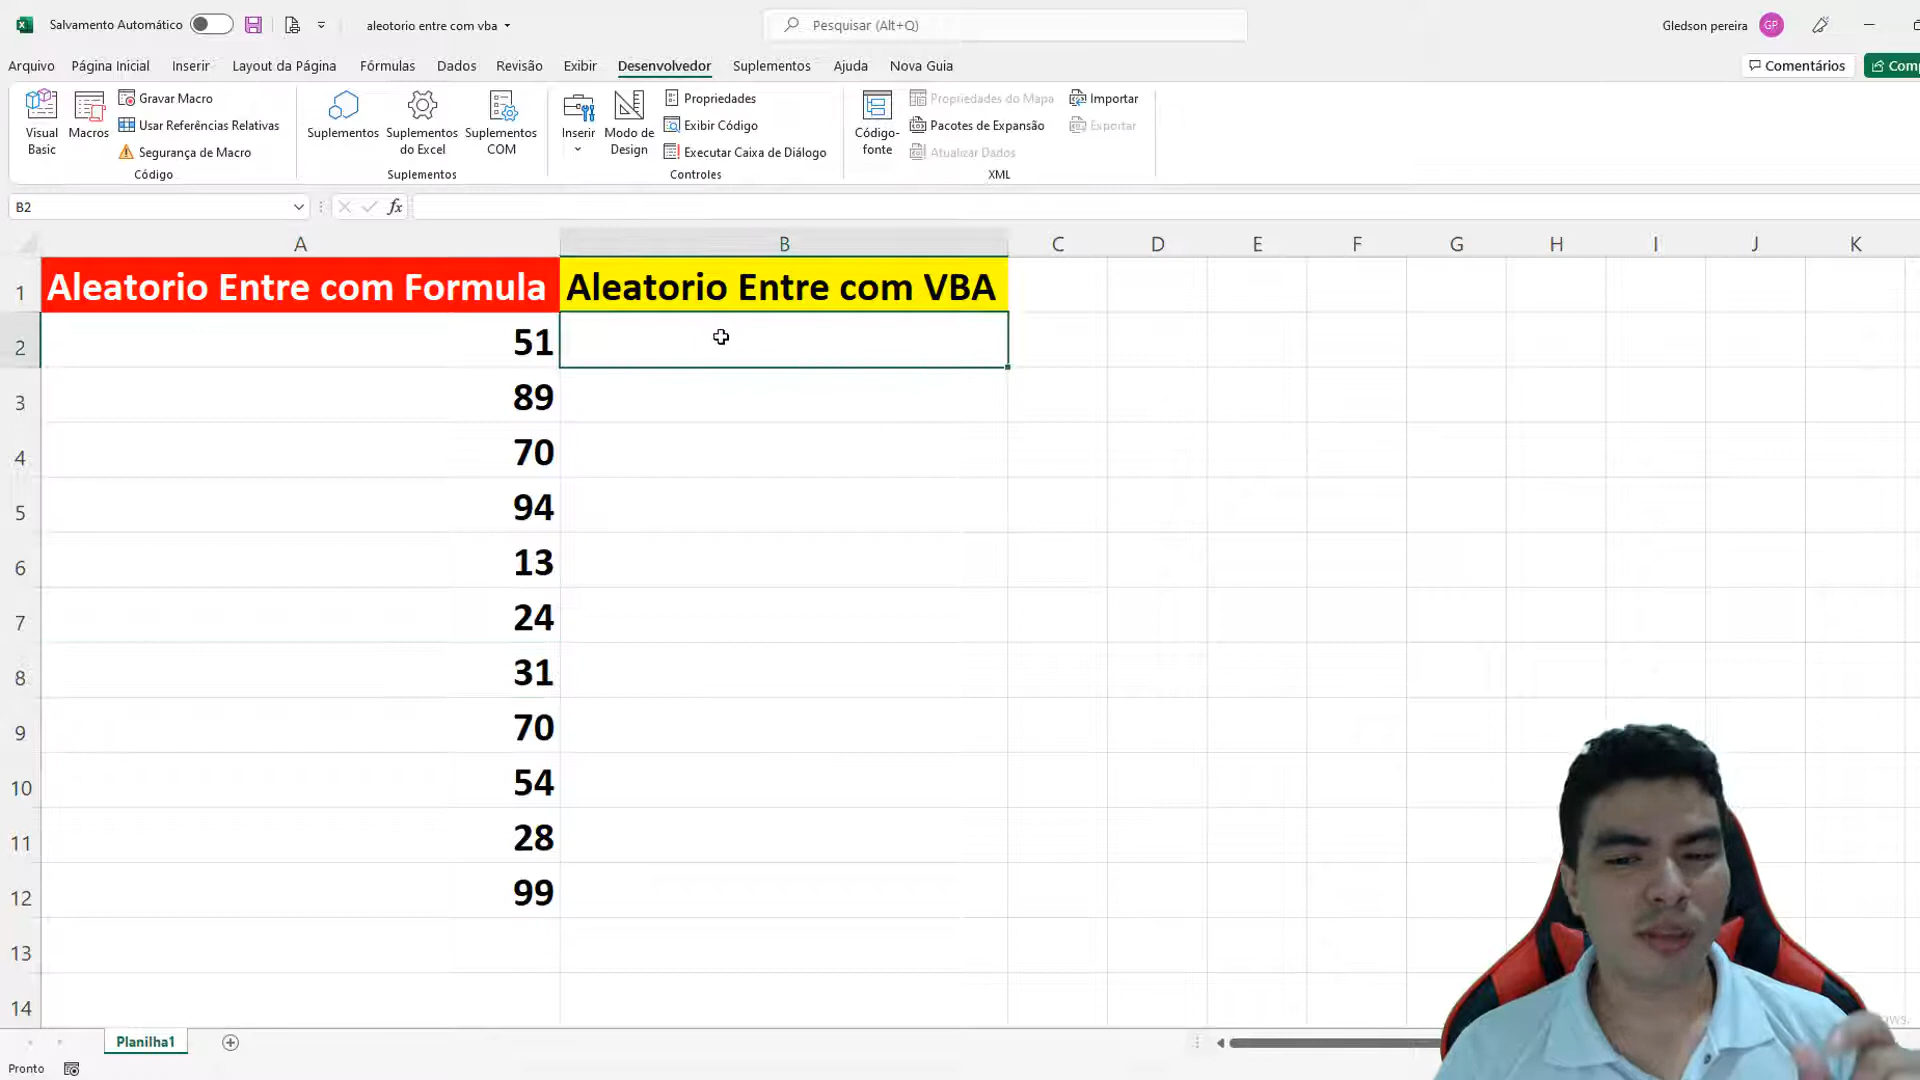 Salvamento Automático
aleotorio entre com vba
Pesquisar (Alt+Q)
Gledson pereira
GP
Arquivo Página Inicial Inserir Layout da Página Fórmulas Dados Revisão Exibir Desenvolvedor Suplementos Ajuda Nova Guia
Comentários
Comp
Visual Basic
Macros
Gravar Macro
Usar Referências Relativas
Segurança de Macro
Código
Suplementos
Suplementos do Excel
Suplementos COM
Suplementos
Inserir
Modo de Design
Propriedades
Exibir Código
Executar Caixa de Diálogo
Controles
Código-fonte
Propriedades do Mapa
Pacotes de Expansão
Atualizar Dados
Importar
Exportar
XML
B2
fx
A B C D E F G H I J K
1 Aleatorio Entre com Formula Aleatorio Entre com VBA
2 51
3 89
4 70
5 94
6 13
7 24
8 31
9 70
10 54
11 28
12 99
13
14
Planilha1
Pronto